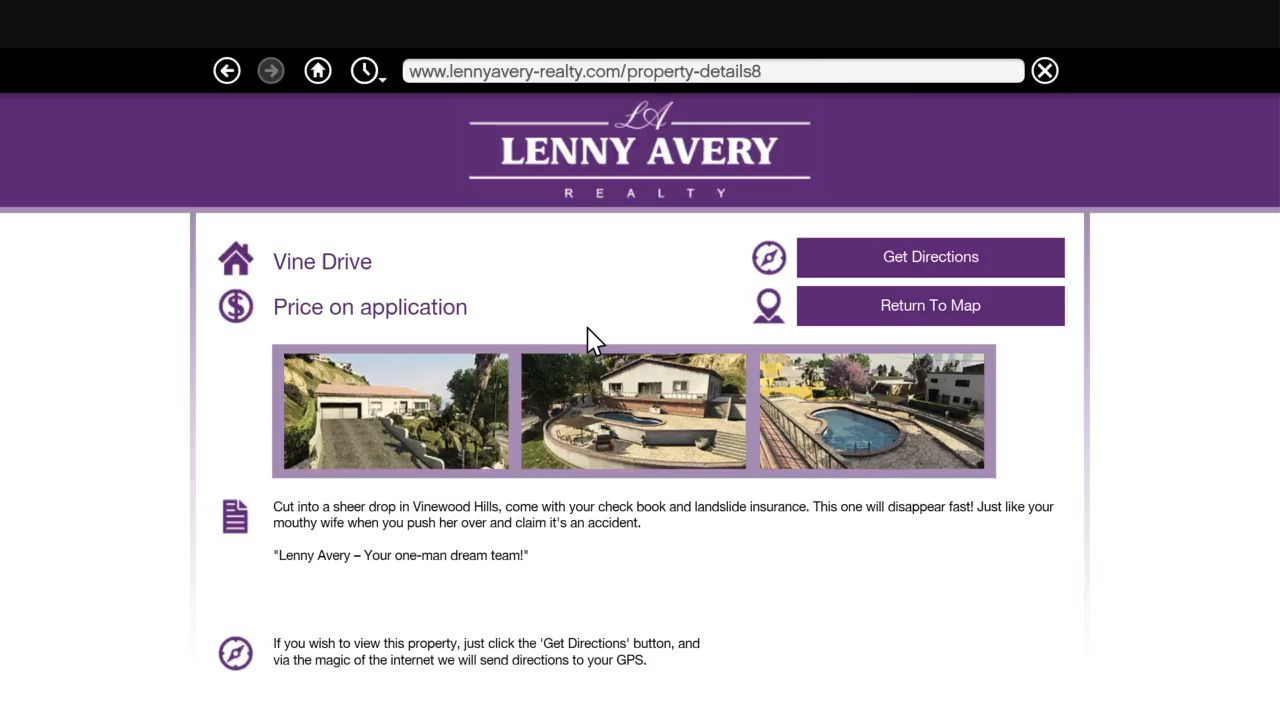 www.lennyavery-realty.com/property-details8
LA
LENNY AVERY
REALTY
Vine Drive
Get Directions
Price on application
Return To Map
Cut into a sheer drop in Vinewood Hills, come with your check book and landslide insurance. This one will disappear fast! Just like your
mouthy wife when you push her over and claim it's an accident.
"Lenny Avery – Your one-man dream team!"
If you wish to view this property, just click the 'Get Directions' button, and
via the magic of the internet we will send directions to your GPS.